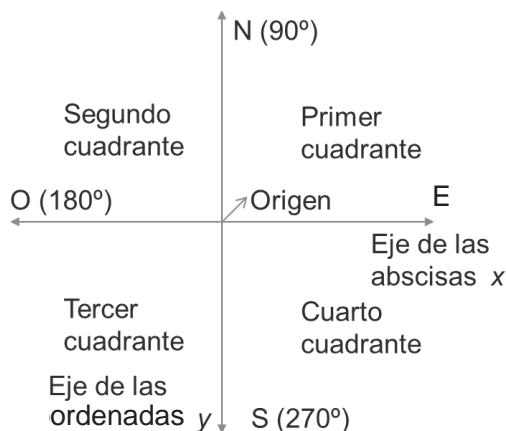 N (90º)
Segundo
cuadrante
Primer
cuadrante
O (180º)
Origen
E
Eje de las
abscisas x
Tercer
cuadrante
Cuarto
cuadrante
Eje de las
ordenadas y
S (270º)